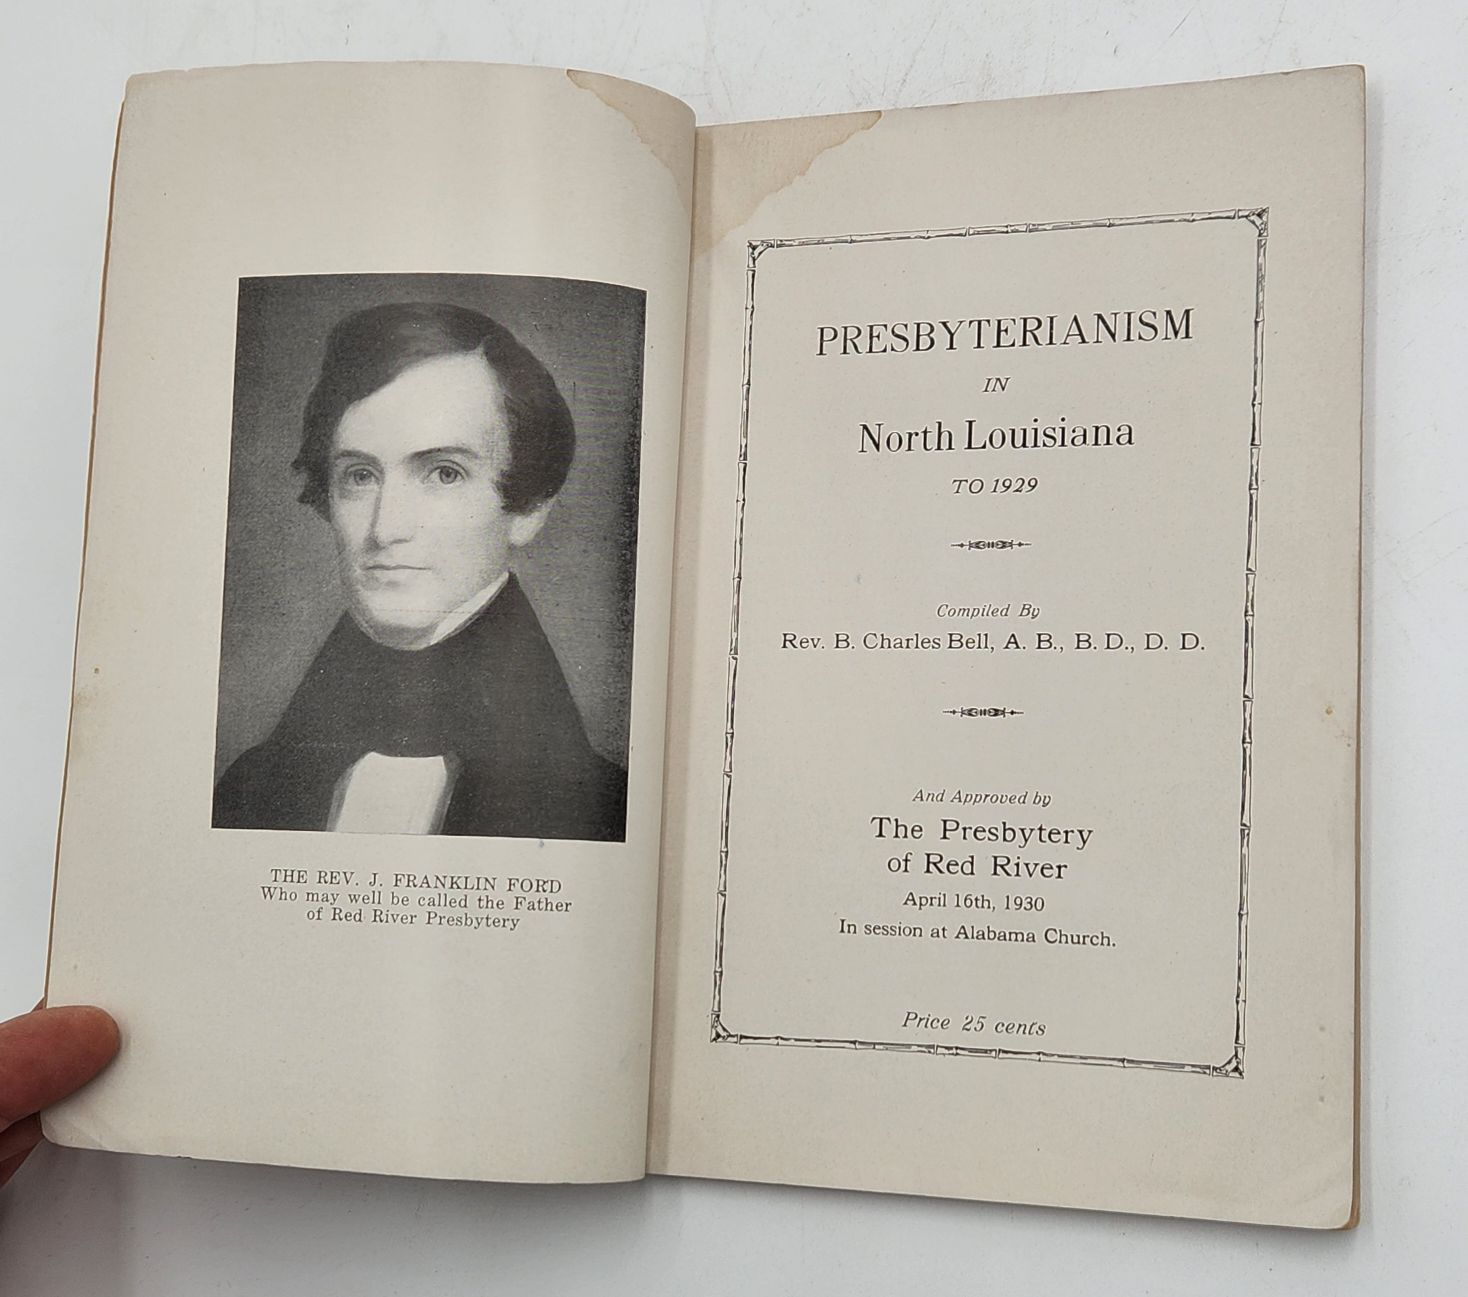 THE REV. J. FRANKLIN FORD
Who may well be called the Father
of Red River Presbytery
PRESBYTERIANISM
IN
North Louisiana
TO 1929
Compiled By
Rev. B. Charles Bell, A. B., B. D., D. D.
And Approved by
The Presbytery
of Red River
April 16th, 1930
In session at Alabama Church.
Price 25 cents